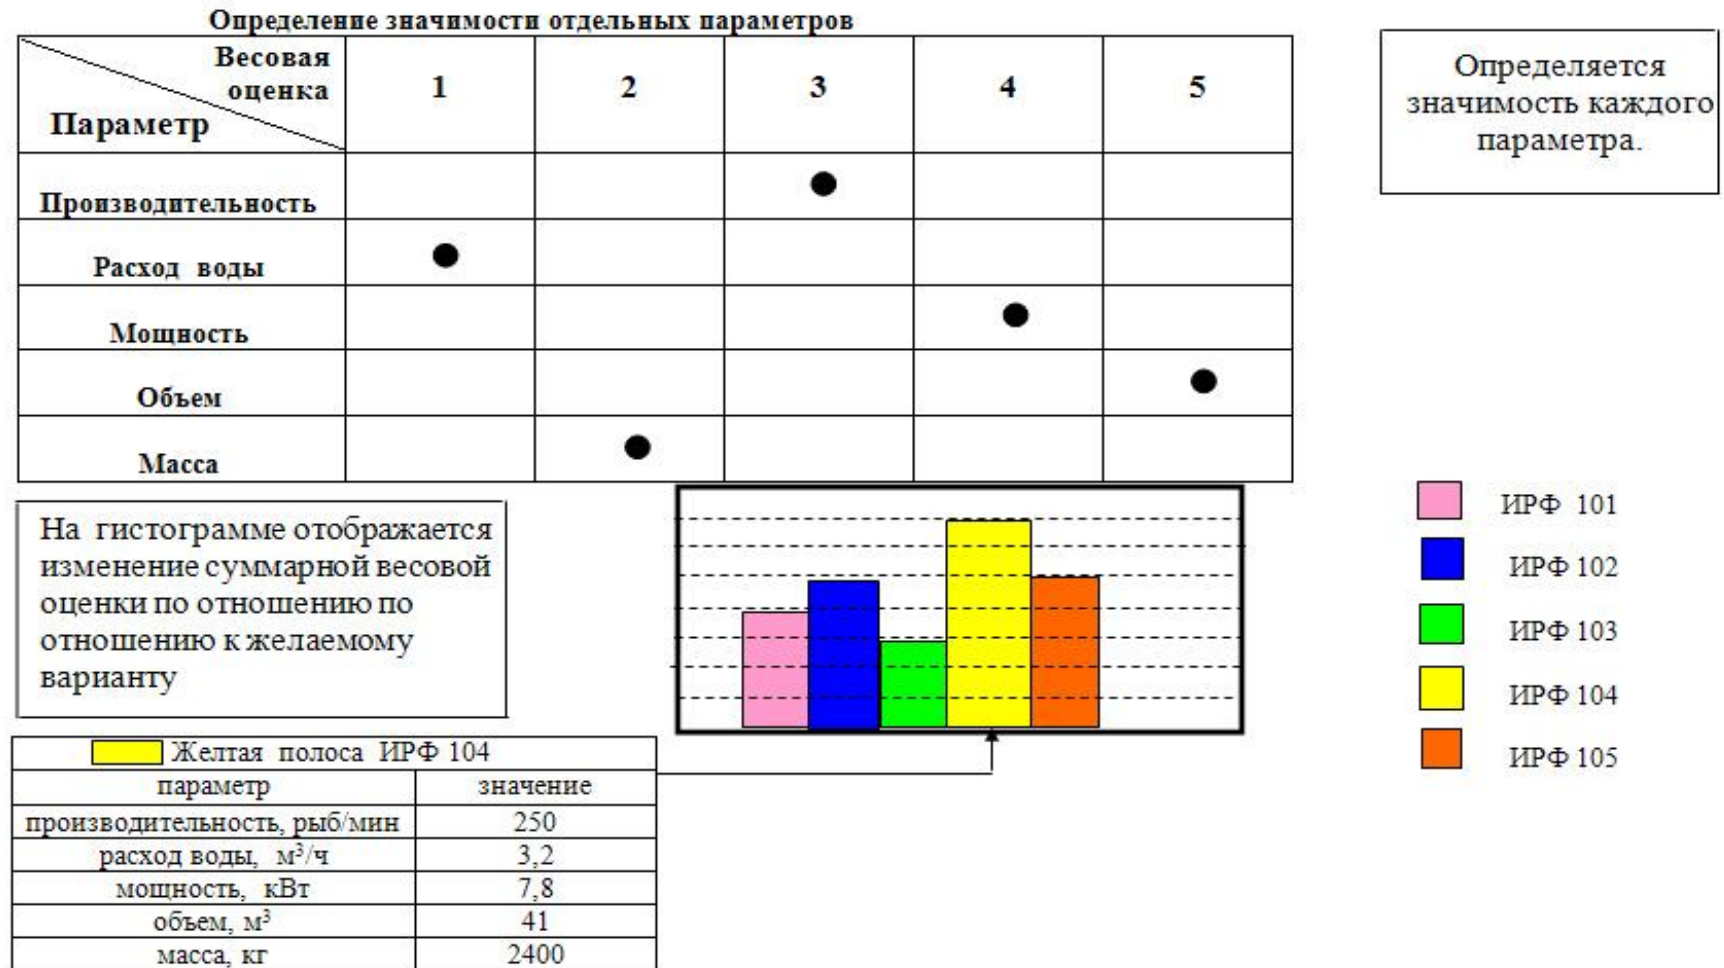 Определение значимости отдельных параметров
Весовая
оценка
Параметр
1 2 3 4 5
Производительность
Расход воды
Мощность
Объем
Масса
Определяется
значимость каждого
параметра.
На гистограмме отображается
изменение суммарной весовой
оценки по отношению по
отношению к желаемому
варианту
ИРФ 101
ИРФ 102
ИРФ 103
ИРФ 104
ИРФ 105
Желтая полоса ИРФ 104
параметр значение
производительность, рыб/мин 250
расход воды, м³/ч 3,2
мощность, кВт 7,8
объем, м³ 41
масса, кг 2400